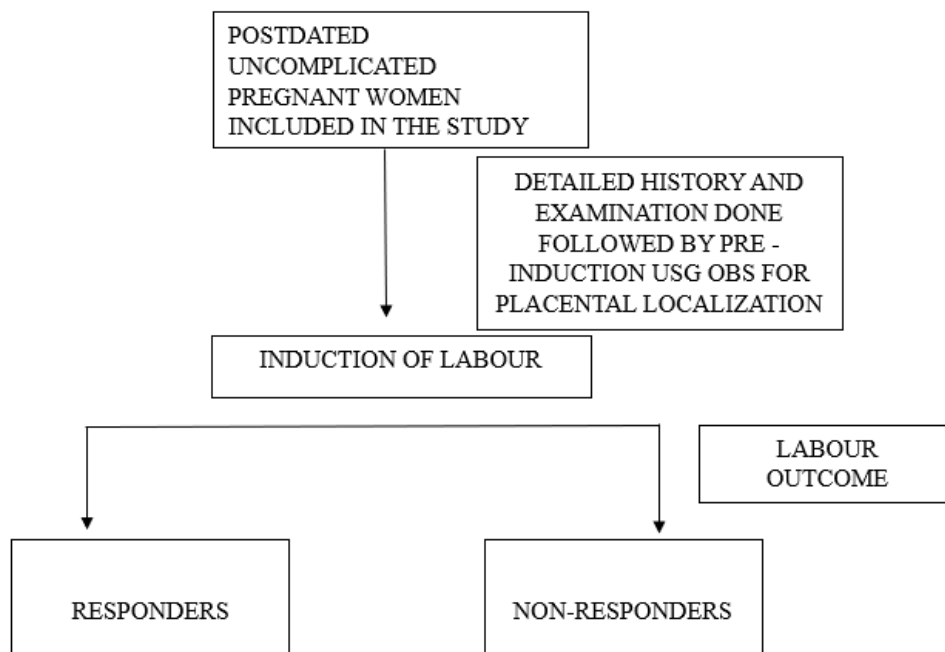 POSTDATED
UNCOMPLICATED
PREGNANT WOMEN
INCLUDED IN THE STUDY
DETAILED HISTORY AND
EXAMINATION DONE
FOLLOWED BY PRE -
INDUCTION USG OBS FOR
PLACENTAL LOCALIZATION
INDUCTION OF LABOUR
LABOUR
OUTCOME
RESPONDERS
NON-RESPONDERS